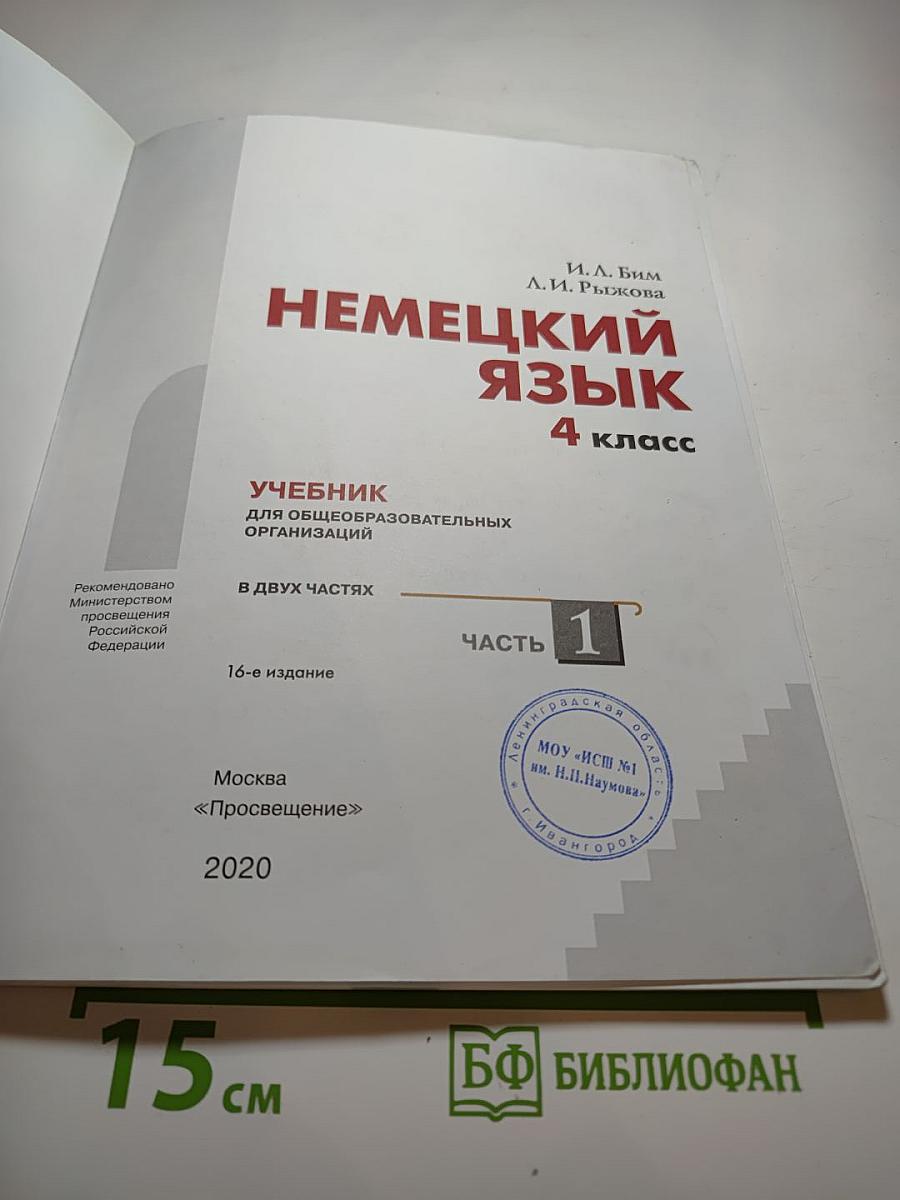 И. Л. Бим
Л. И. Рыжова
НЕМЕЦКИЙ
ЯЗЫК
4 класс
УЧЕБНИК
ДЛЯ ОБЩЕОБРАЗОВАТЕЛЬНЫХ
ОРГАНИЗАЦИЙ
Рекомендовано
Министерством
просвещения
Российской
Федерации
В ДВУХ ЧАСТЯХ
ЧАСТЬ 1
16-е издание
Ленинградская область
МОУ «ИСШ №1
им. Н.П.Наумова»
г. Ивангород
Москва
«Просвещение»
2020
15 см
БФ БИБЛИОФАН